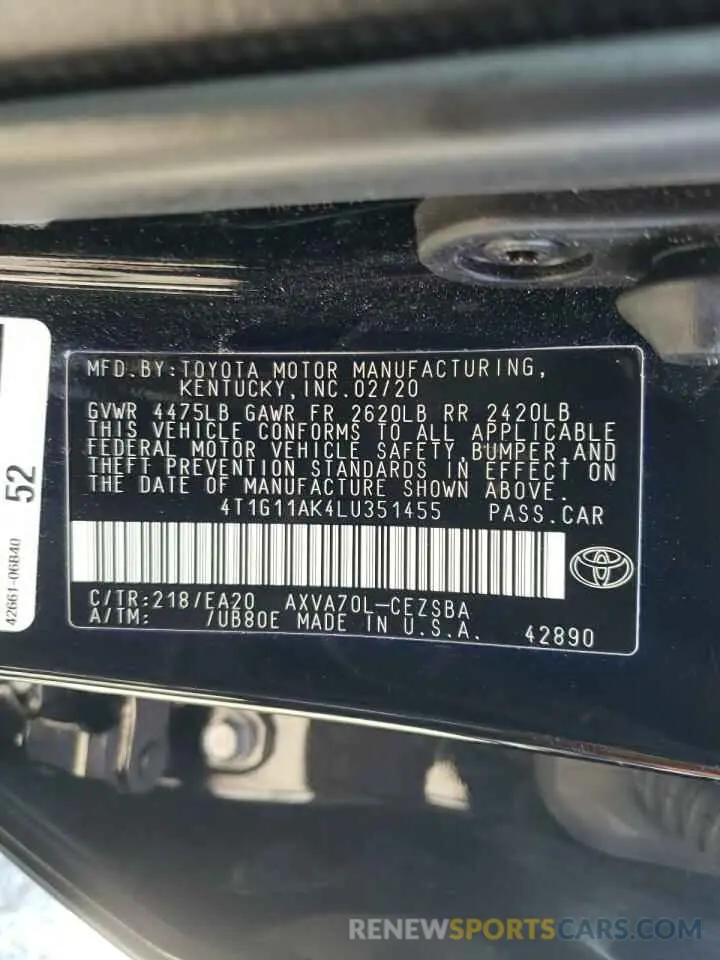 MFD.BY:TOYOTA MOTOR MANUFACTURING,
KENTUCKY,INC.02/20
GVWR 4475LB GAWR FR 2620LB RR 2420LB
THIS VEHICLE CONFORMS TO ALL APPLICABLE
FEDERAL MOTOR VEHICLE SAFETY,BUMPER,AND
THEFT PREVENTION STANDARDS IN EFFECT ON
THE DATE OF MANUFACTURE SHOWN ABOVE.
4T1G11AK4LU351455 PASS.CAR
C/TR:218/EA20 AXVA70L-CEZSBA
A/TM: 7UB80E MADE IN U.S.A. 42890
52
42661-06B40
RENEWSPORTSCARS.COM